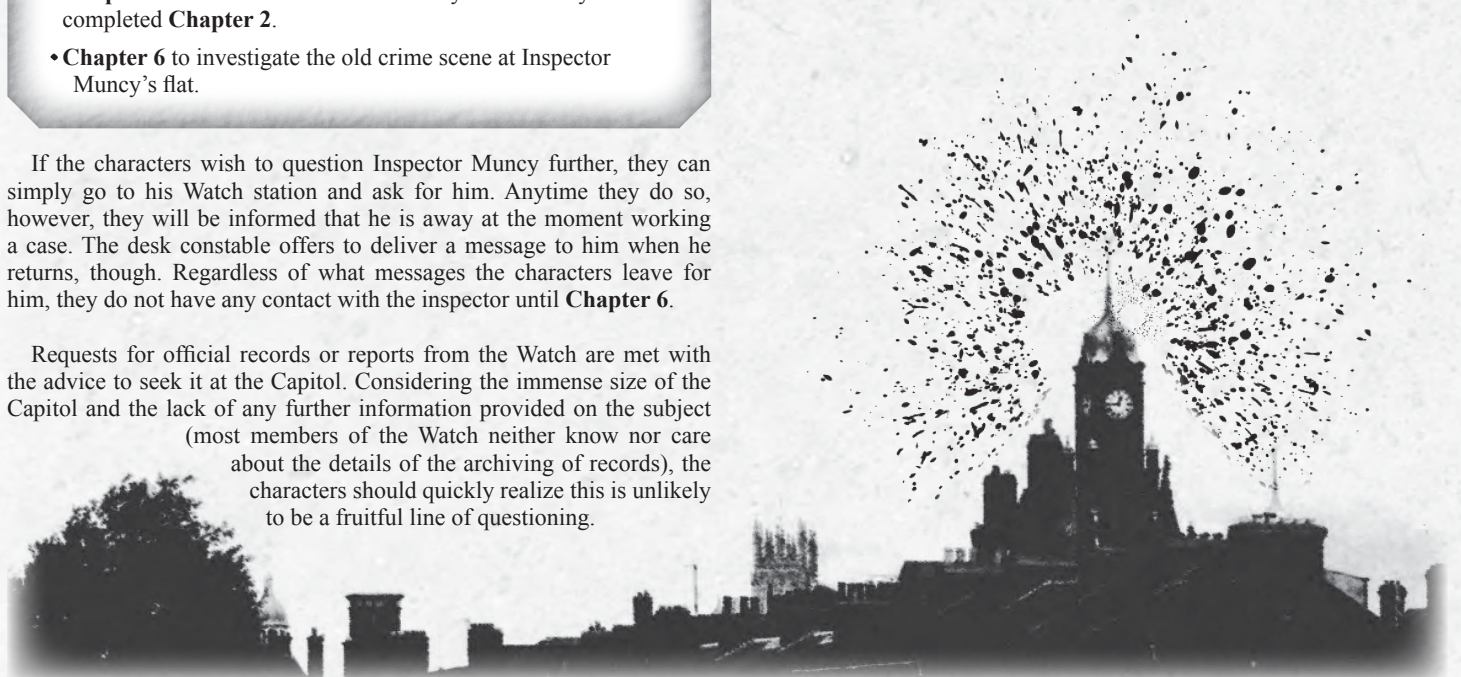 completed Chapter 2.
• Chapter 6 to investigate the old crime scene at Inspector
Muncy’s flat.
If the characters wish to question Inspector Muncy further, they can
simply go to his Watch station and ask for him. Anytime they do so,
however, they will be informed that he is away at the moment working
a case. The desk constable offers to deliver a message to him when he
returns, though. Regardless of what messages the characters leave for
him, they do not have any contact with the inspector until Chapter 6.
Requests for official records or reports from the Watch are met with
the advice to seek it at the Capitol. Considering the immense size of the
Capitol and the lack of any further information provided on the subject
(most members of the Watch neither know nor care
about the details of the archiving of records), the
characters should quickly realize this is unlikely
to be a fruitful line of questioning.